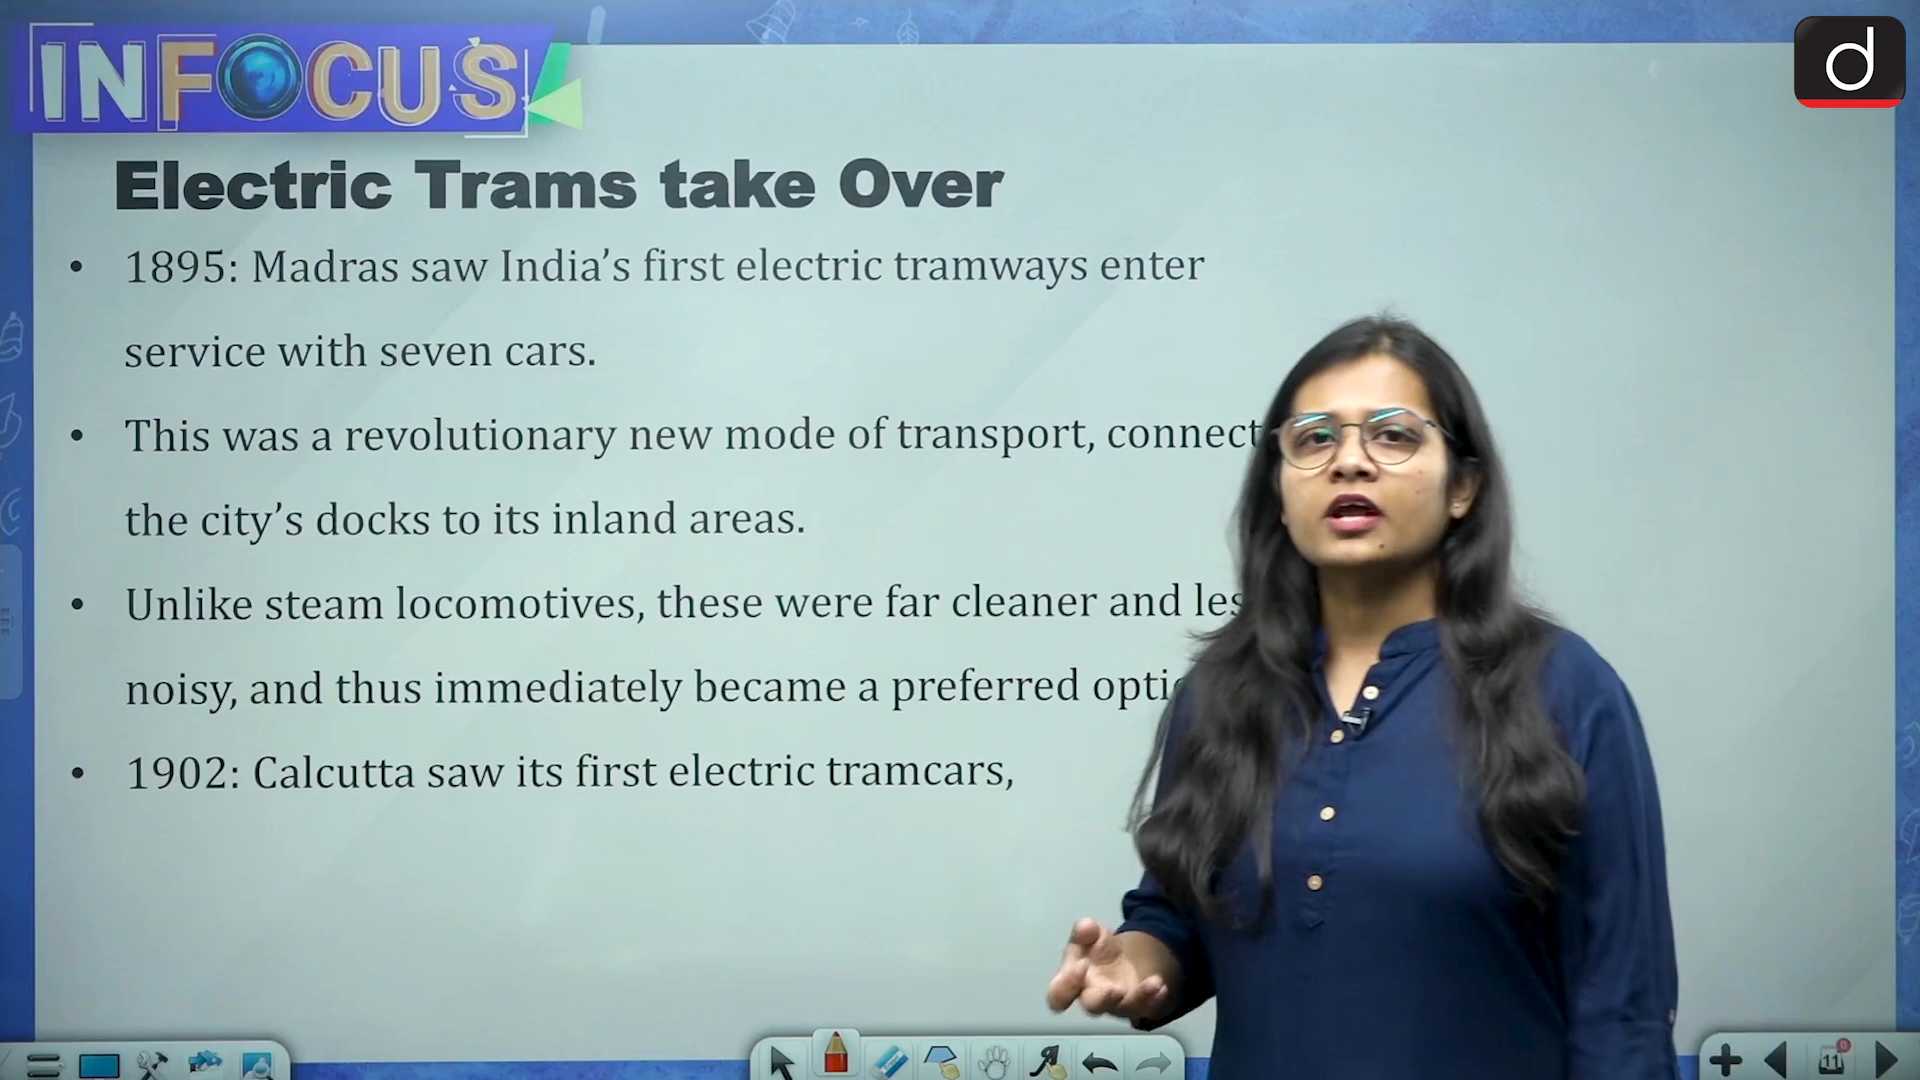 INFOCUS
d
Electric Trams take Over
• 1895: Madras saw India’s first electric tramways enter
service with seven cars.
• This was a revolutionary new mode of transport, connect
the city’s docks to its inland areas.
• Unlike steam locomotives, these were far cleaner and les
noisy, and thus immediately became a preferred optio
• 1902: Calcutta saw its first electric tramcars,
11